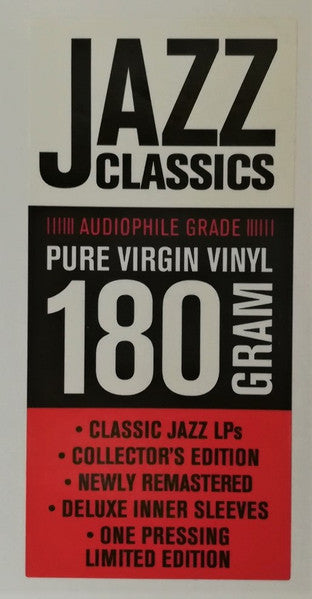 JAZZ
CLASSICS
AUDIOPHILE GRADE
PURE VIRGIN VINYL
180
GRAM
• CLASSIC JAZZ LPs
• COLLECTOR'S EDITION
• NEWLY REMASTERED
• DELUXE INNER SLEEVES
• ONE PRESSING
LIMITED EDITION